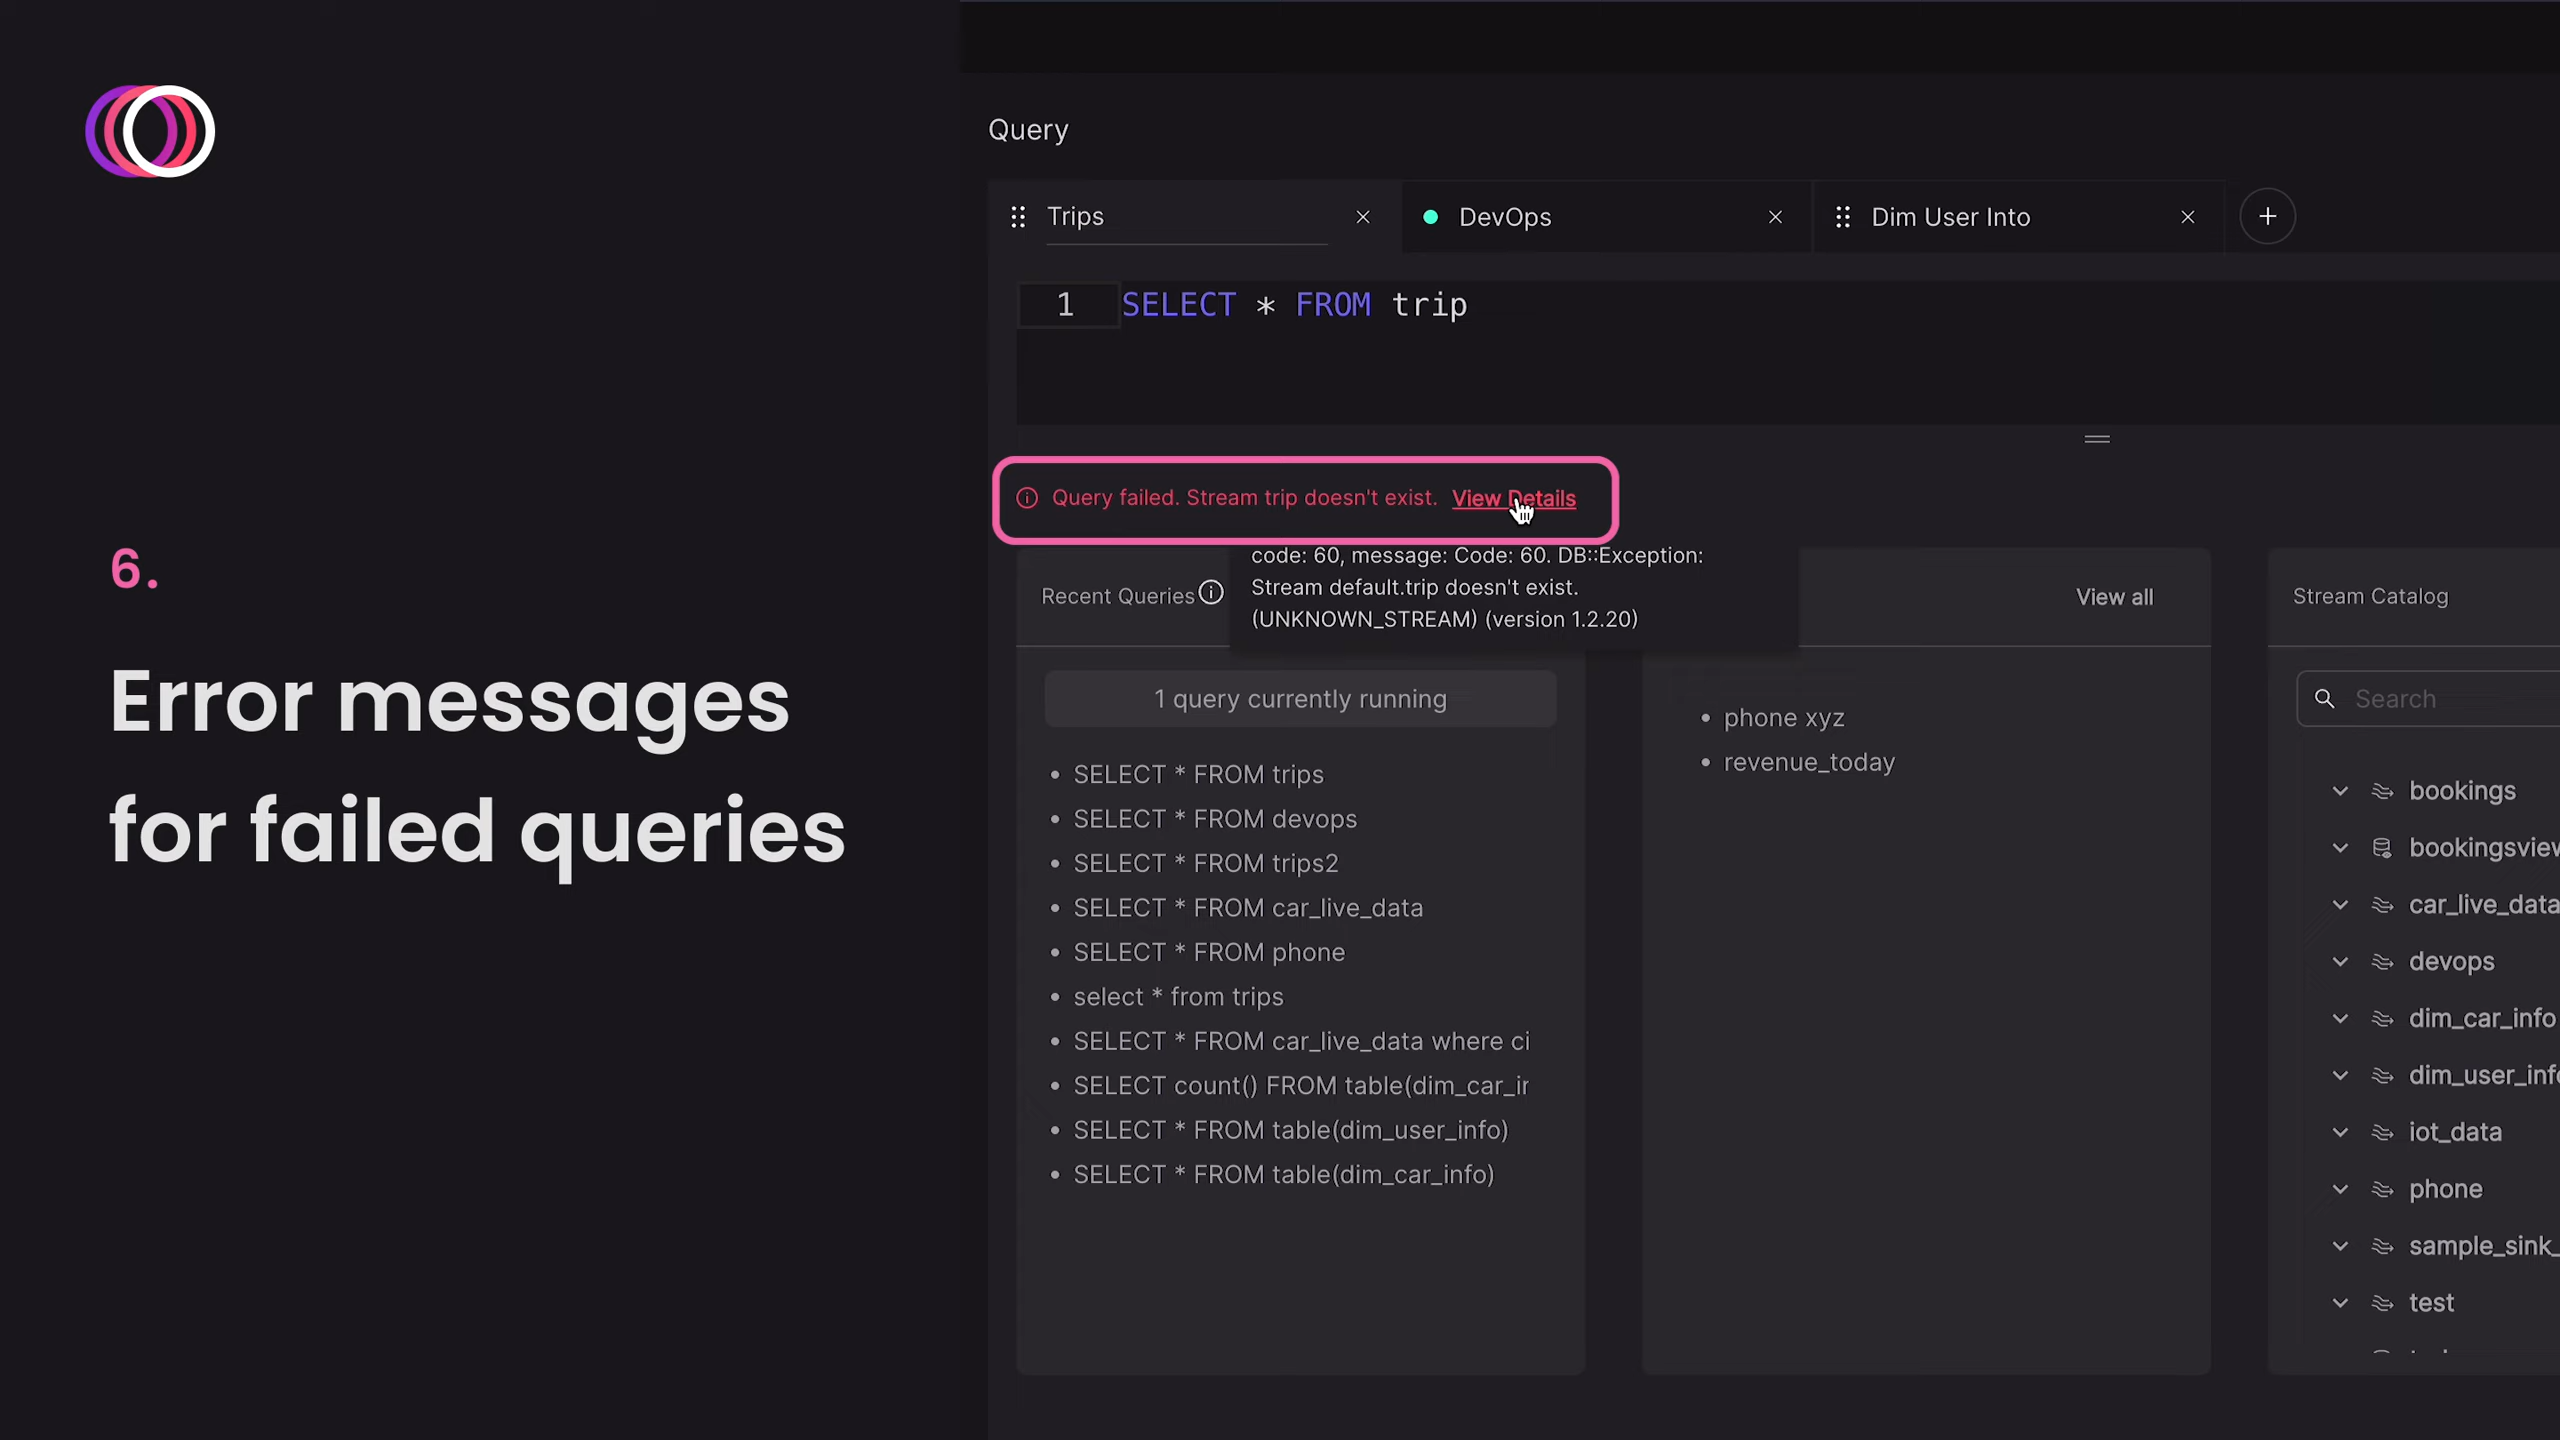 6.
Error messages
for failed queries
Query
Trips
DevOps
Dim User Into
1 SELECT * FROM trip
Query failed. Stream trip doesn't exist. View Details
code: 60, message: Code: 60. DB::Exception:
Stream default.trip doesn't exist.
(UNKNOWN_STREAM) (version 1.2.20)
Recent Queries
1 query currently running
• SELECT * FROM trips
• SELECT * FROM devops
• SELECT * FROM trips2
• SELECT * FROM car_live_data
• SELECT * FROM phone
• select * from trips
• SELECT * FROM car_live_data where ci
• SELECT count() FROM table(dim_car_ir
• SELECT * FROM table(dim_user_info)
• SELECT * FROM table(dim_car_info)
View all
• phone xyz
• revenue_today
Stream Catalog
Search
bookings
bookingsview
car_live_data
devops
dim_car_info
dim_user_info
iot_data
phone
sample_sink_
test